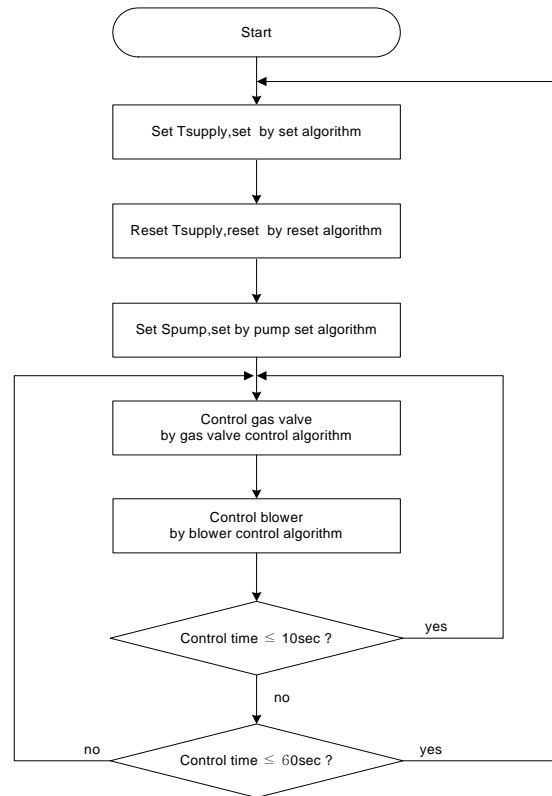 Start
Set Tsupply,set by set algorithm
Reset Tsupply,reset by reset algorithm
Set Spump,set by pump set algorithm
Control gas valve
by gas valve control algorithm
Control blower
by blower control algorithm
Control time ≤ 10sec ?
yes
no
no
Control time ≤ 60sec ?
yes